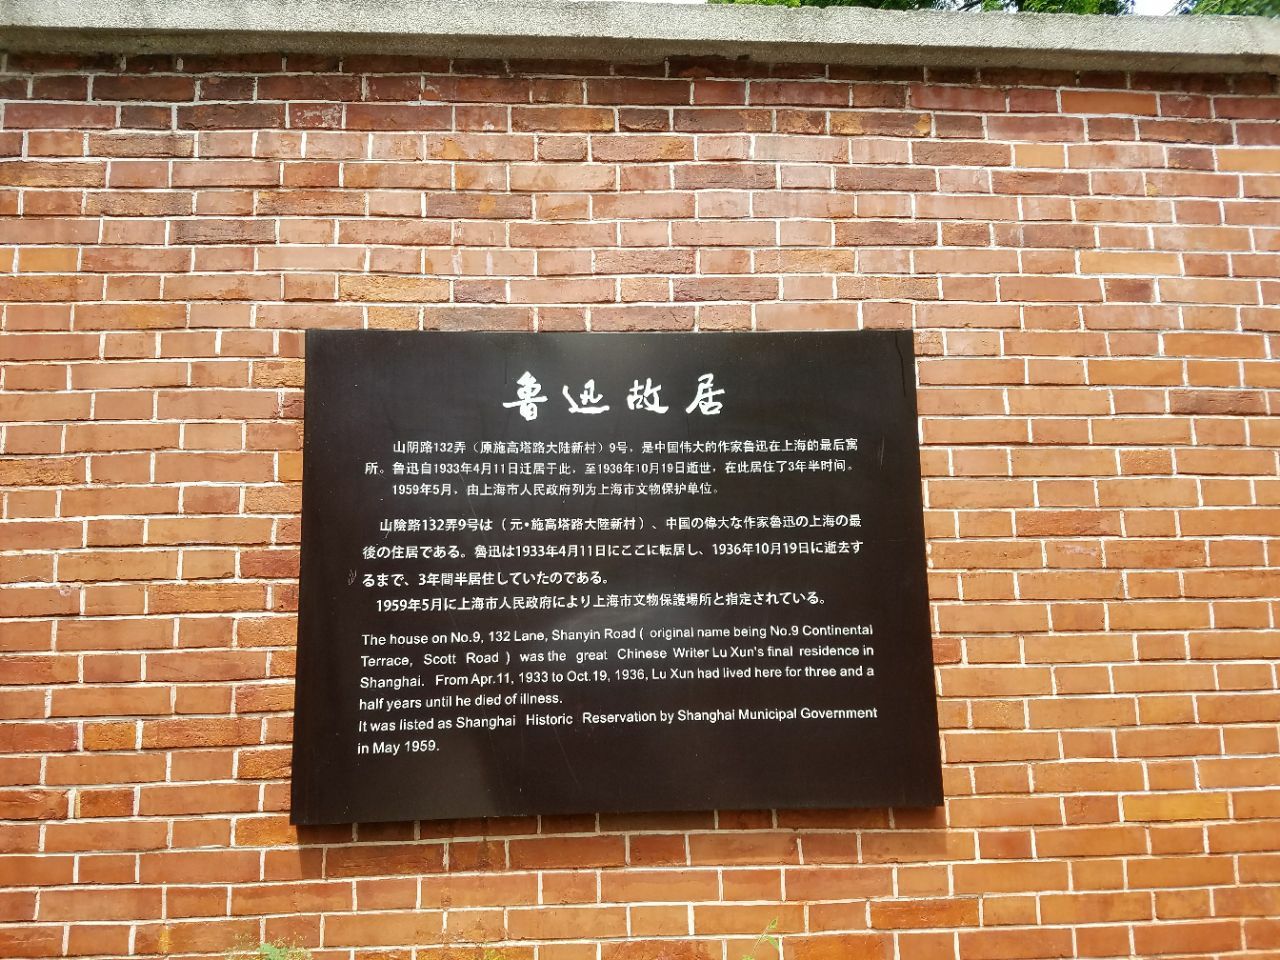 鲁迅故居
山阴路132弄（原施高塔路大陆新村）9号，是中国伟大的作家鲁迅在上海的最后寓
所。鲁迅自1933年4月11日迁居于此，至1936年10月19日逝世，在此居住了3年半时间。
1959年5月，由上海市人民政府列为上海市文物保护单位。
山険路132弄9号は（元•施高塔路大陸新村）、中国の偉大な作家魯迅の上海の最
後の住居である。魯迅は1933年4月11日にここに転居し、1936年10月19日に逝去す
るまで、3年間半居住していたのである。
1959年5月に上海市人民政府により上海市文物保護場所と指定されている。
The house on No.9, 132 Lane, Shanyin Road ( original name being No.9 Continental
Terrace, Scott Road ) was the great Chinese Writer Lu Xun's final residence in
Shanghai. From Apr.11, 1933 to Oct.19, 1936, Lu Xun had lived here for three and a
half years until he died of illness.
It was listed as Shanghai Historic Reservation by Shanghai Municipal Government
in May 1959.